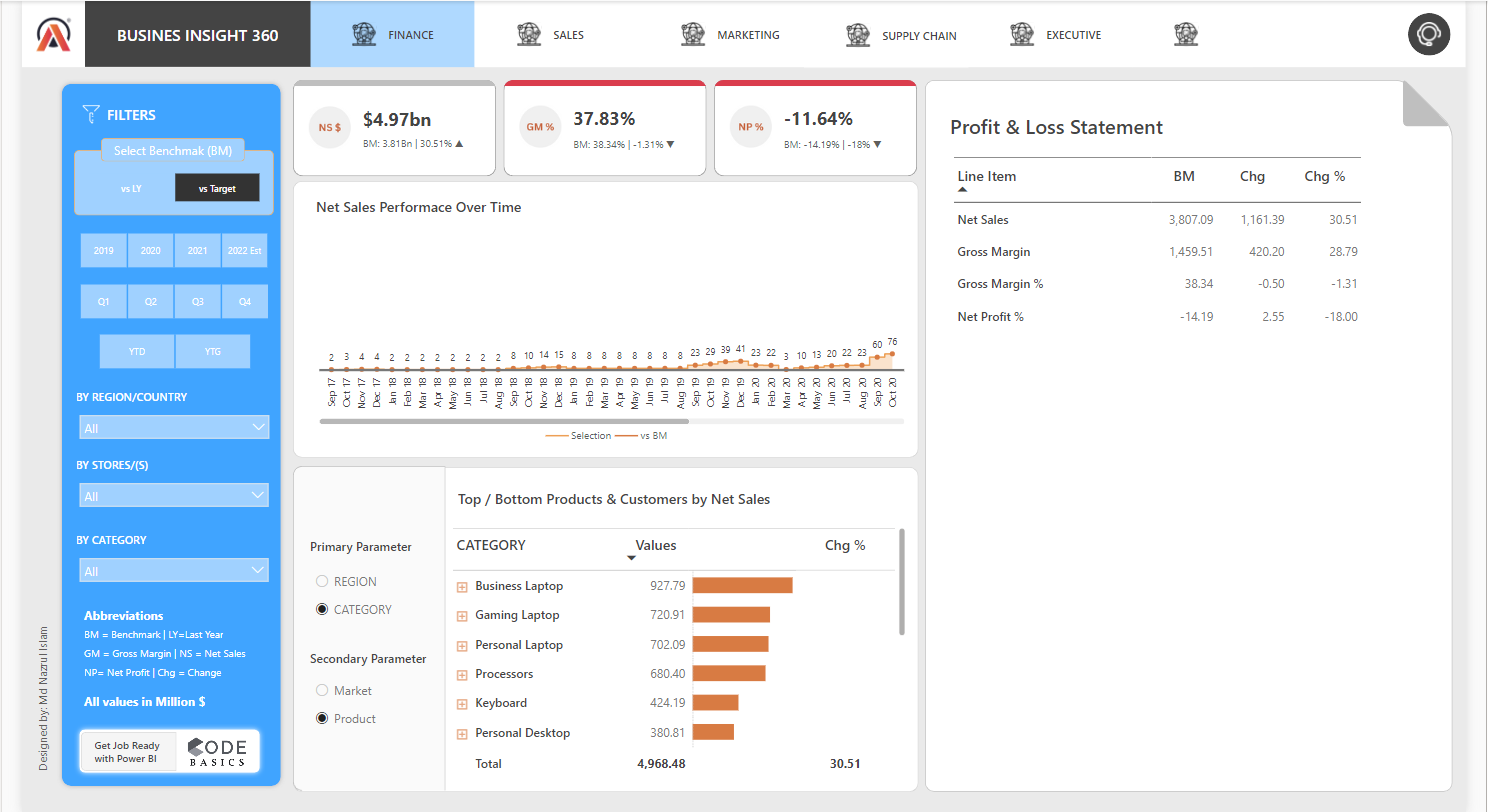 BUSINES INSIGHT 360
FINANCE
SALES
MARKETING
SUPPLY CHAIN
EXECUTIVE
FILTERS
Select Benchmak (BM)
vs LY
vs Target
2019 2020 2021 2022 Est
Q1 Q2 Q3 Q4
YTD YTG
BY REGION/COUNTRY
All
BY STORES/(S)
All
BY CATEGORY
All
Abbreviations
BM = Benchmark | LY=Last Year
GM = Gross Margin | NS = Net Sales
NP= Net Profit | Chg = Change
All values in Million $
Get Job Ready
with Power BI
CODE
BASICS
Designed by: Md Nazzul Islam
NS $
$4.97bn
BM: 3.81Bn | 30.51% ▲
GM %
37.83%
BM: 38.34% | -1.31% ▼
NP %
-11.64%
BM: -14.19% | -18% ▼
Net Sales Performace Over Time
2 3 4 4 2 2 2 2 2 2 2 2 8 10 14 15 8 8 8 8 8 8 8 8 23 29 39 41 23 22 3 10 13 20 22 23 60 76
Sep 17 Oct 17 Nov 17 Dec 17 Jan 18 Feb 18 Mar 18 Apr 18 May 18 Jun 18 Jul 18 Aug 18 Sep 18 Oct 18 Nov 18 Dec 18 Jan 19 Feb 19 Mar 19 Apr 19 May 19 Jun 19 Jul 19 Aug 19 Sep 19 Oct 19 Nov 19 Dec 19 Jan 20 Feb 20 Mar 20 Apr 20 May 20 Jun 20 Jul 20 Aug 20 Sep 20 Oct 20
Selection vs BM
Primary Parameter
REGION
CATEGORY
Secondary Parameter
Market
Product
Top / Bottom Products & Customers by Net Sales
CATEGORY Values Chg %
Business Laptop 927.79
Gaming Laptop 720.91
Personal Laptop 702.09
Processors 680.40
Keyboard 424.19
Personal Desktop 380.81
Total 4,968.48 30.51
Profit & Loss Statement
Line Item BM Chg Chg %
Net Sales 3,807.09 1,161.39 30.51
Gross Margin 1,459.51 420.20 28.79
Gross Margin % 38.34 -0.50 -1.31
Net Profit % -14.19 2.55 -18.00